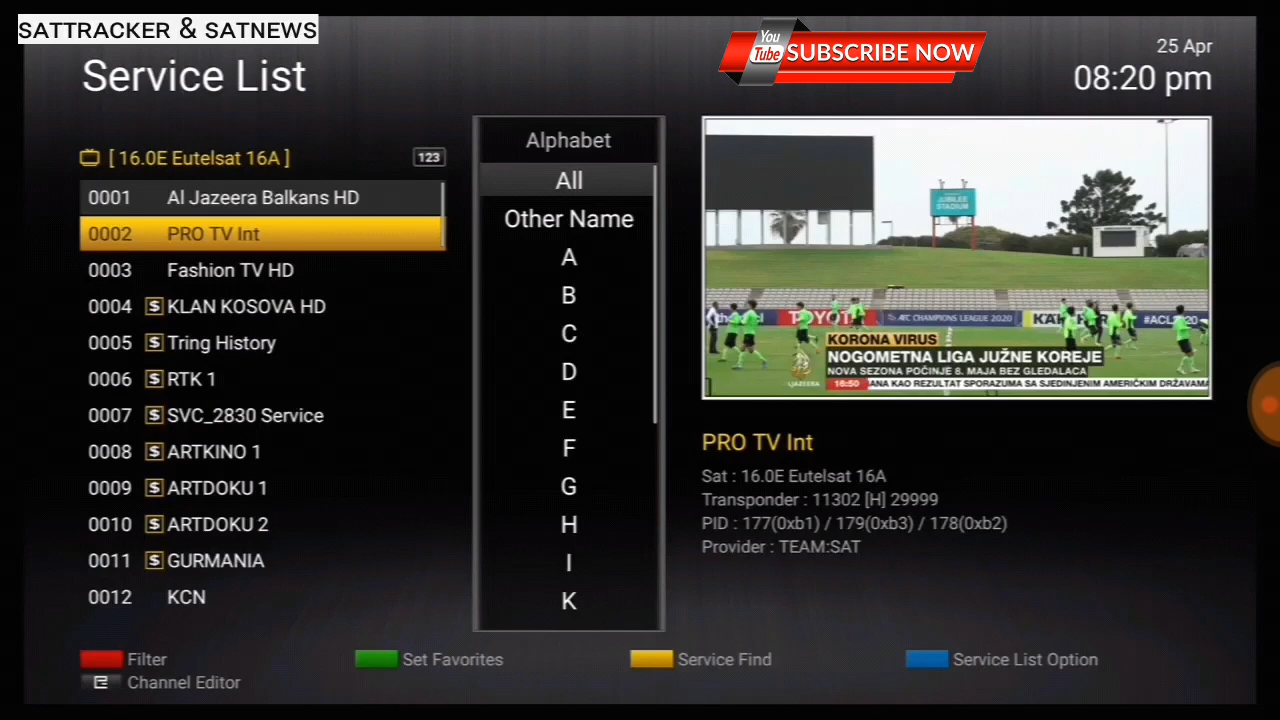 SATTRACKER & SATNEWS
You
Tube
SUBSCRIBE NOW
25 Apr
08:20 pm
Service List
[ 16.0E Eutelsat 16A ]
123
0001 Al Jazeera Balkans HD
0002 PRO TV Int
0003 Fashion TV HD
0004 $ KLAN KOSOVA HD
0005 $ Tring History
0006 $ RTK 1
0007 $ SVC_2830 Service
0008 $ ARTKINO 1
0009 $ ARTDOKU 1
0010 $ ARTDOKU 2
0011 $ GURMANIA
0012 KCN
Alphabet
All
Other Name
A
B
C
D
E
F
G
H
I
K
JUBILEE
STADIUM
TOYO
AFC CHAMPIONS LEAGUE 2020
#ACL2020
KORONA VIRUS
NOGOMETNA LIGA JUŽNE KOREJE
NOVA SEZONA POČINJE 8. MAJA BEZ GLEDALACA
LJAZEERA
16:50 ANA KAO REZULTAT SPORAZUMA SA SJEDINJENIM AMERIČKIM DRŽAVAMA
PRO TV Int
Sat : 16.0E Eutelsat 16A
Transponder : 11302 [H] 29999
PID : 177(0xb1) / 179(0xb3) / 178(0xb2)
Provider : TEAM:SAT
Filter
Set Favorites
Service Find
Service List Option
Channel Editor